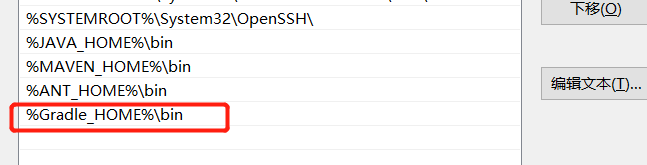 %SYSTEMROOT%\System32\OpenSSH\
下移(O)
%JAVA_HOME%\bin
%MAVEN_HOME%\bin
编辑文本(T)...
%ANT_HOME%\bin
%Gradle_HOME%\bin